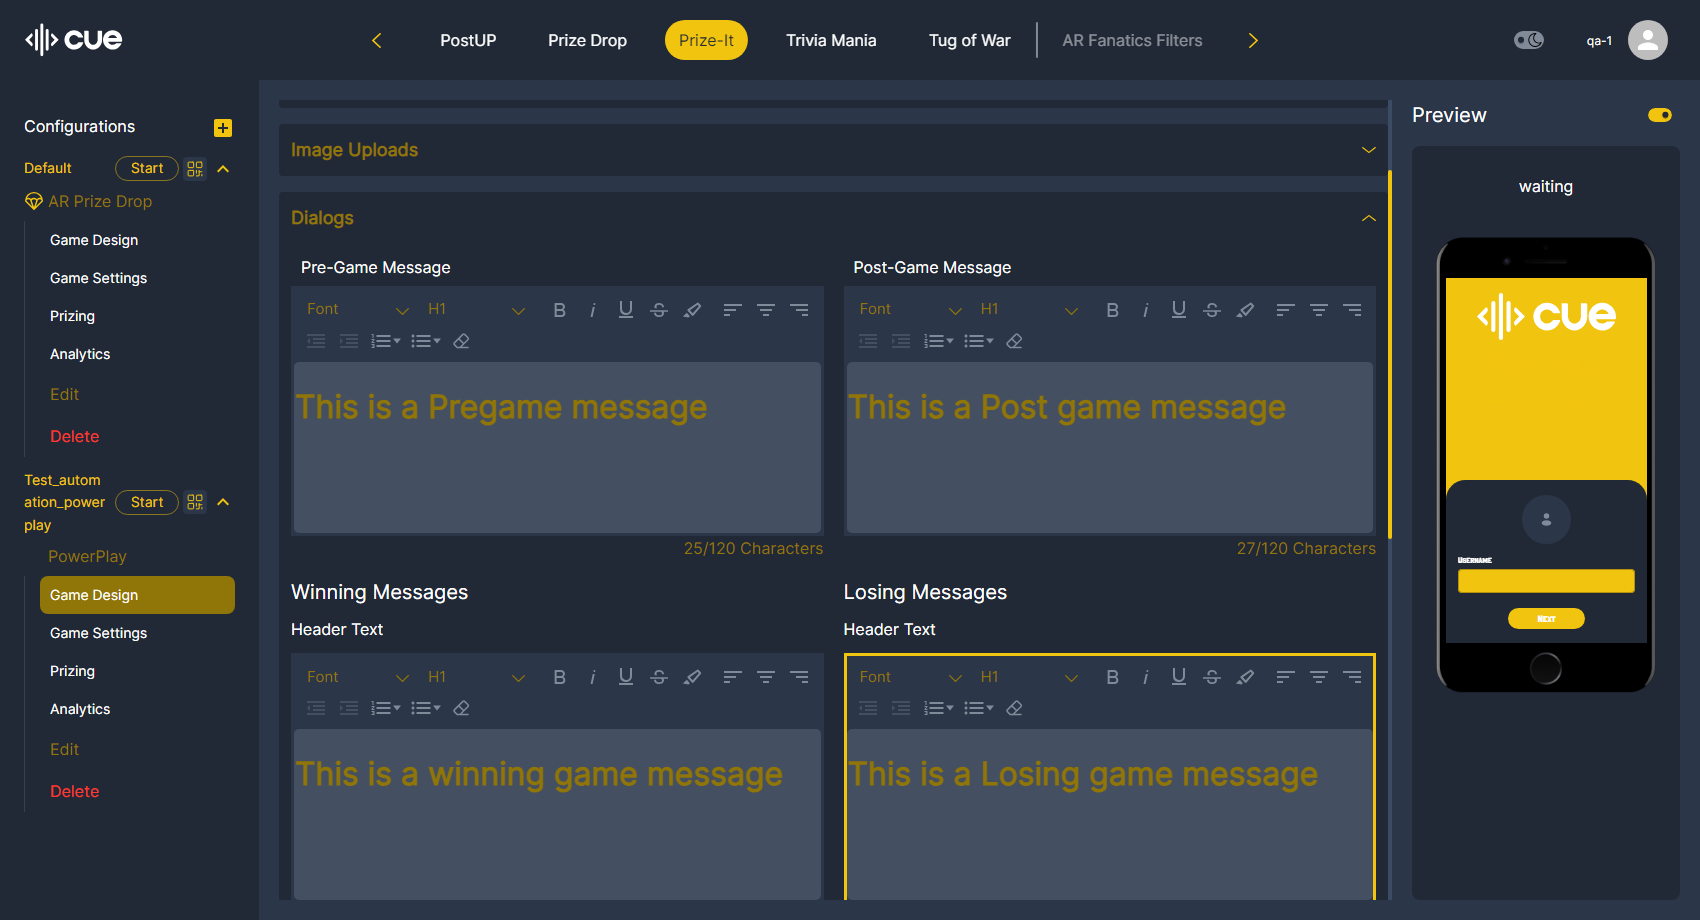 cue
PostUP
Prize Drop
Prize-It
Trivia Mania
Tug of War
AR Fanatics Filters
qa-1
Configurations
Default
Start
AR Prize Drop
Game Design
Game Settings
Prizing
Analytics
Edit
Delete
Test_autom
ation_power
play
Start
PowerPlay
Game Design
Game Settings
Prizing
Analytics
Edit
Delete
Image Uploads
Dialogs
Pre-Game Message
Font H1 B i U S
This is a Pregame message
25/120 Characters
Post-Game Message
Font H1 B i U S
This is a Post game message
27/120 Characters
Winning Messages
Header Text
Font H1 B i U S
This is a winning game message
Losing Messages
Header Text
Font H1 B i U S
This is a Losing game message
Preview
waiting
cue
Username
Next